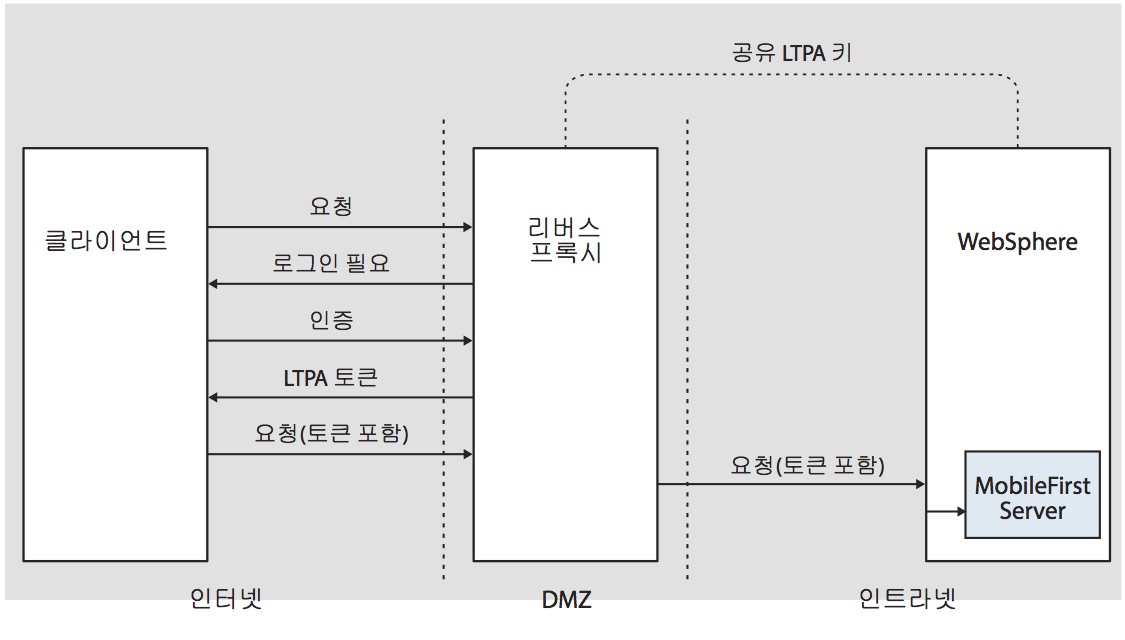 공유 LTPA 키
클라이언트
요청
로그인 필요
인증
LTPA 토큰
요청(토큰 포함)
리버스
프록시
요청(토큰 포함)
WebSphere
MobileFirst
Server
인터넷
DMZ
인트라넷